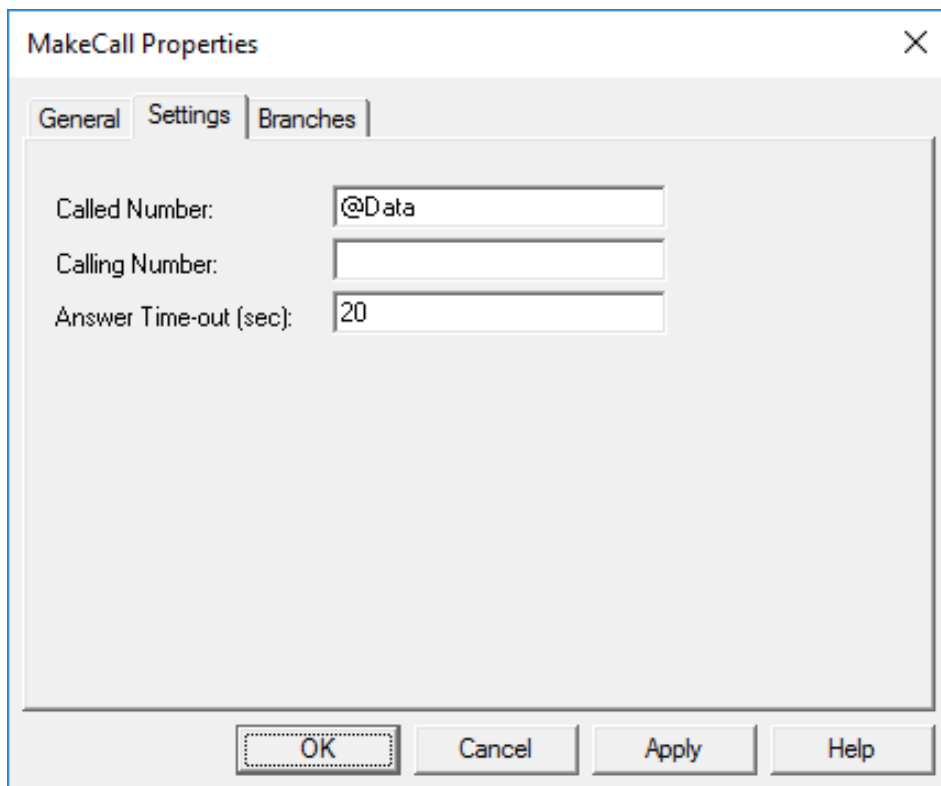 MakeCall Properties
General Settings Branches
Called Number: @Data
Calling Number:
Answer Time-out (sec): 20
OK Cancel Apply Help